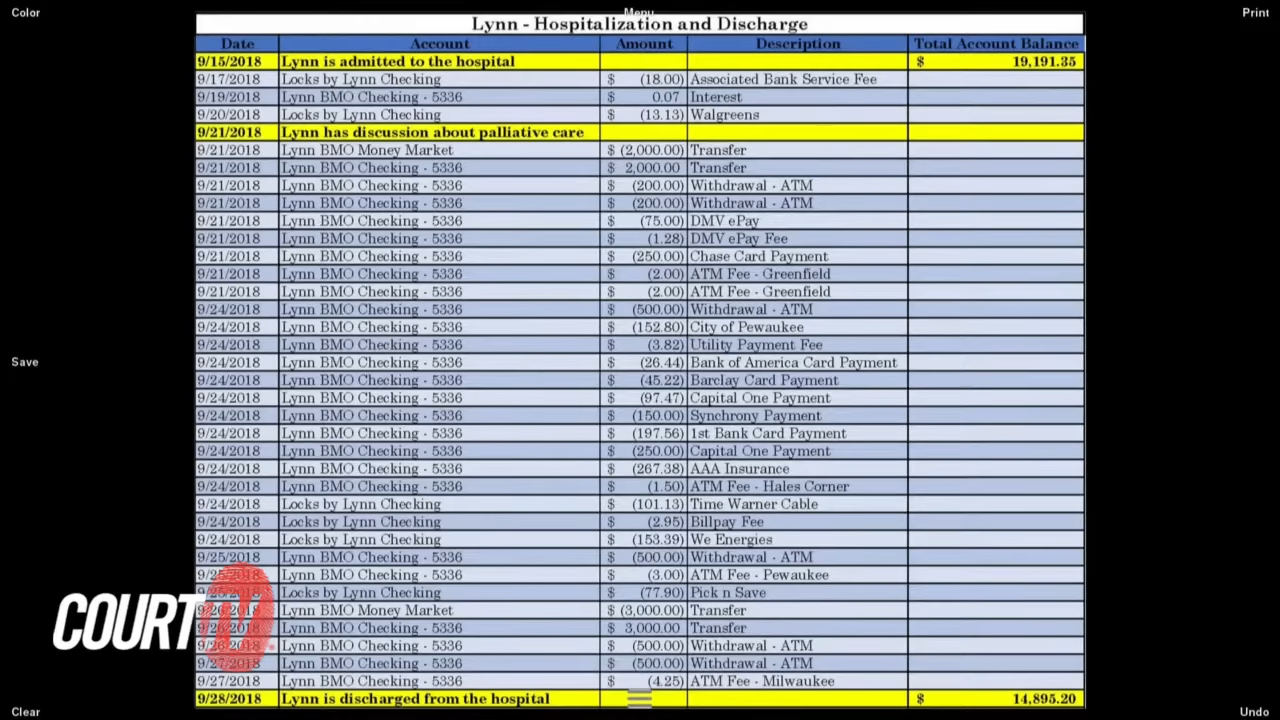 Color Menu Print
Lynn - Hospitalization and Discharge
Date Account Amount Description Total Account Balance
9/15/2018 Lynn is admitted to the hospital $ 19,191.35
9/17/2018 Locks by Lynn Checking $ (18.00) Associated Bank Service Fee
9/19/2018 Lynn BMO Checking - 5336 $ 0.07 Interest
9/20/2018 Locks by Lynn Checking $ (13.13) Walgreens
9/21/2018 Lynn has discussion about palliative care
9/21/2018 Lynn BMO Money Market $ (2,000.00) Transfer
9/21/2018 Lynn BMO Checking - 5336 $ 2,000.00 Transfer
9/21/2018 Lynn BMO Checking - 5336 $ (200.00) Withdrawal - ATM
9/21/2018 Lynn BMO Checking - 5336 $ (200.00) Withdrawal - ATM
9/21/2018 Lynn BMO Checking - 5336 $ (75.00) DMV ePay
9/21/2018 Lynn BMO Checking - 5336 $ (1.28) DMV ePay Fee
9/21/2018 Lynn BMO Checking - 5336 $ (250.00) Chase Card Payment
9/21/2018 Lynn BMO Checking - 5336 $ (2.00) ATM Fee - Greenfield
9/21/2018 Lynn BMO Checking - 5336 $ (2.00) ATM Fee - Greenfield
9/24/2018 Lynn BMO Checking - 5336 $ (500.00) Withdrawal - ATM
9/24/2018 Lynn BMO Checking - 5336 $ (152.80) City of Pewaukee
9/24/2018 Lynn BMO Checking - 5336 $ (3.82) Utility Payment Fee
Save
9/24/2018 Lynn BMO Checking - 5336 $ (26.44) Bank of America Card Payment
9/24/2018 Lynn BMO Checking - 5336 $ (45.22) Barclay Card Payment
9/24/2018 Lynn BMO Checking - 5336 $ (97.47) Capital One Payment
9/24/2018 Lynn BMO Checking - 5336 $ (150.00) Synchrony Payment
9/24/2018 Lynn BMO Checking - 5336 $ (197.56) 1st Bank Card Payment
9/24/2018 Lynn BMO Checking - 5336 $ (250.00) Capital One Payment
9/24/2018 Lynn BMO Checking - 5336 $ (267.38) AAA Insurance
9/24/2018 Lynn BMO Checking - 5336 $ (1.50) ATM Fee - Hales Corner
9/24/2018 Locks by Lynn Checking $ (101.13) Time Warner Cable
9/24/2018 Locks by Lynn Checking $ (2.95) Billpay Fee
9/24/2018 Locks by Lynn Checking $ (153.39) We Energies
9/25/2018 Lynn BMO Checking - 5336 $ (500.00) Withdrawal - ATM
9/25/2018 Lynn BMO Checking - 5336 $ (3.00) ATM Fee - Pewaukee
9/25/2018 Locks by Lynn Checking $ (77.90) Pick n Save
9/26/2018 Lynn BMO Money Market $ (3,000.00) Transfer
9/26/2018 Lynn BMO Checking - 5336 $ 3,000.00 Transfer
9/26/2018 Lynn BMO Checking - 5336 $ (500.00) Withdrawal - ATM
9/27/2018 Lynn BMO Checking - 5336 $ (500.00) Withdrawal - ATM
9/27/2018 Lynn BMO Checking - 5336 $ (4.25) ATM Fee - Milwaukee
9/28/2018 Lynn is discharged from the hospital $ 14,895.20
COURT TV
Clear Undo